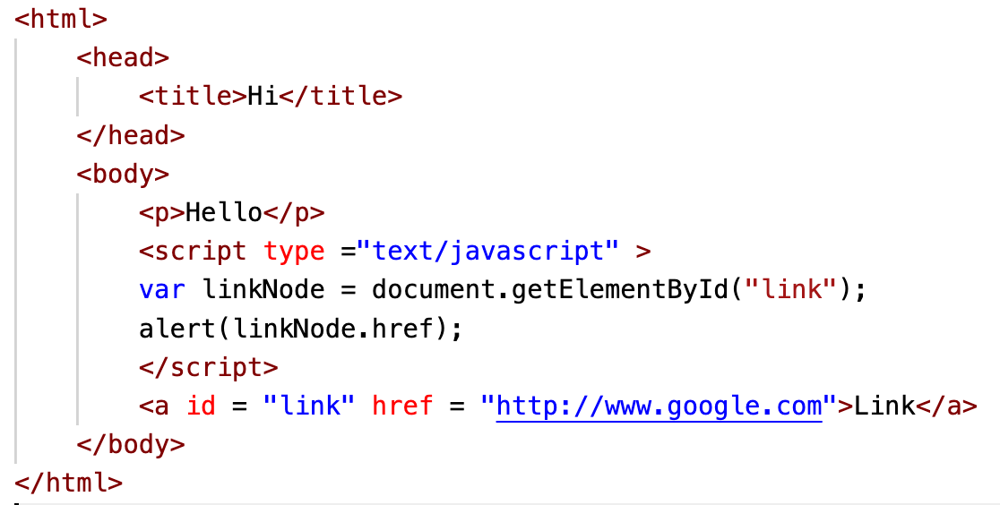 <html>
<head>
<title>Hi</title>
</head>
<body>
<p>Hello</p>
<script type ="text/javascript" >
var linkNode = document.getElementById("link");
alert(linkNode.href);
</script>
<a id = "link" href = "http://www.google.com">Link</a>
</body>
</html>